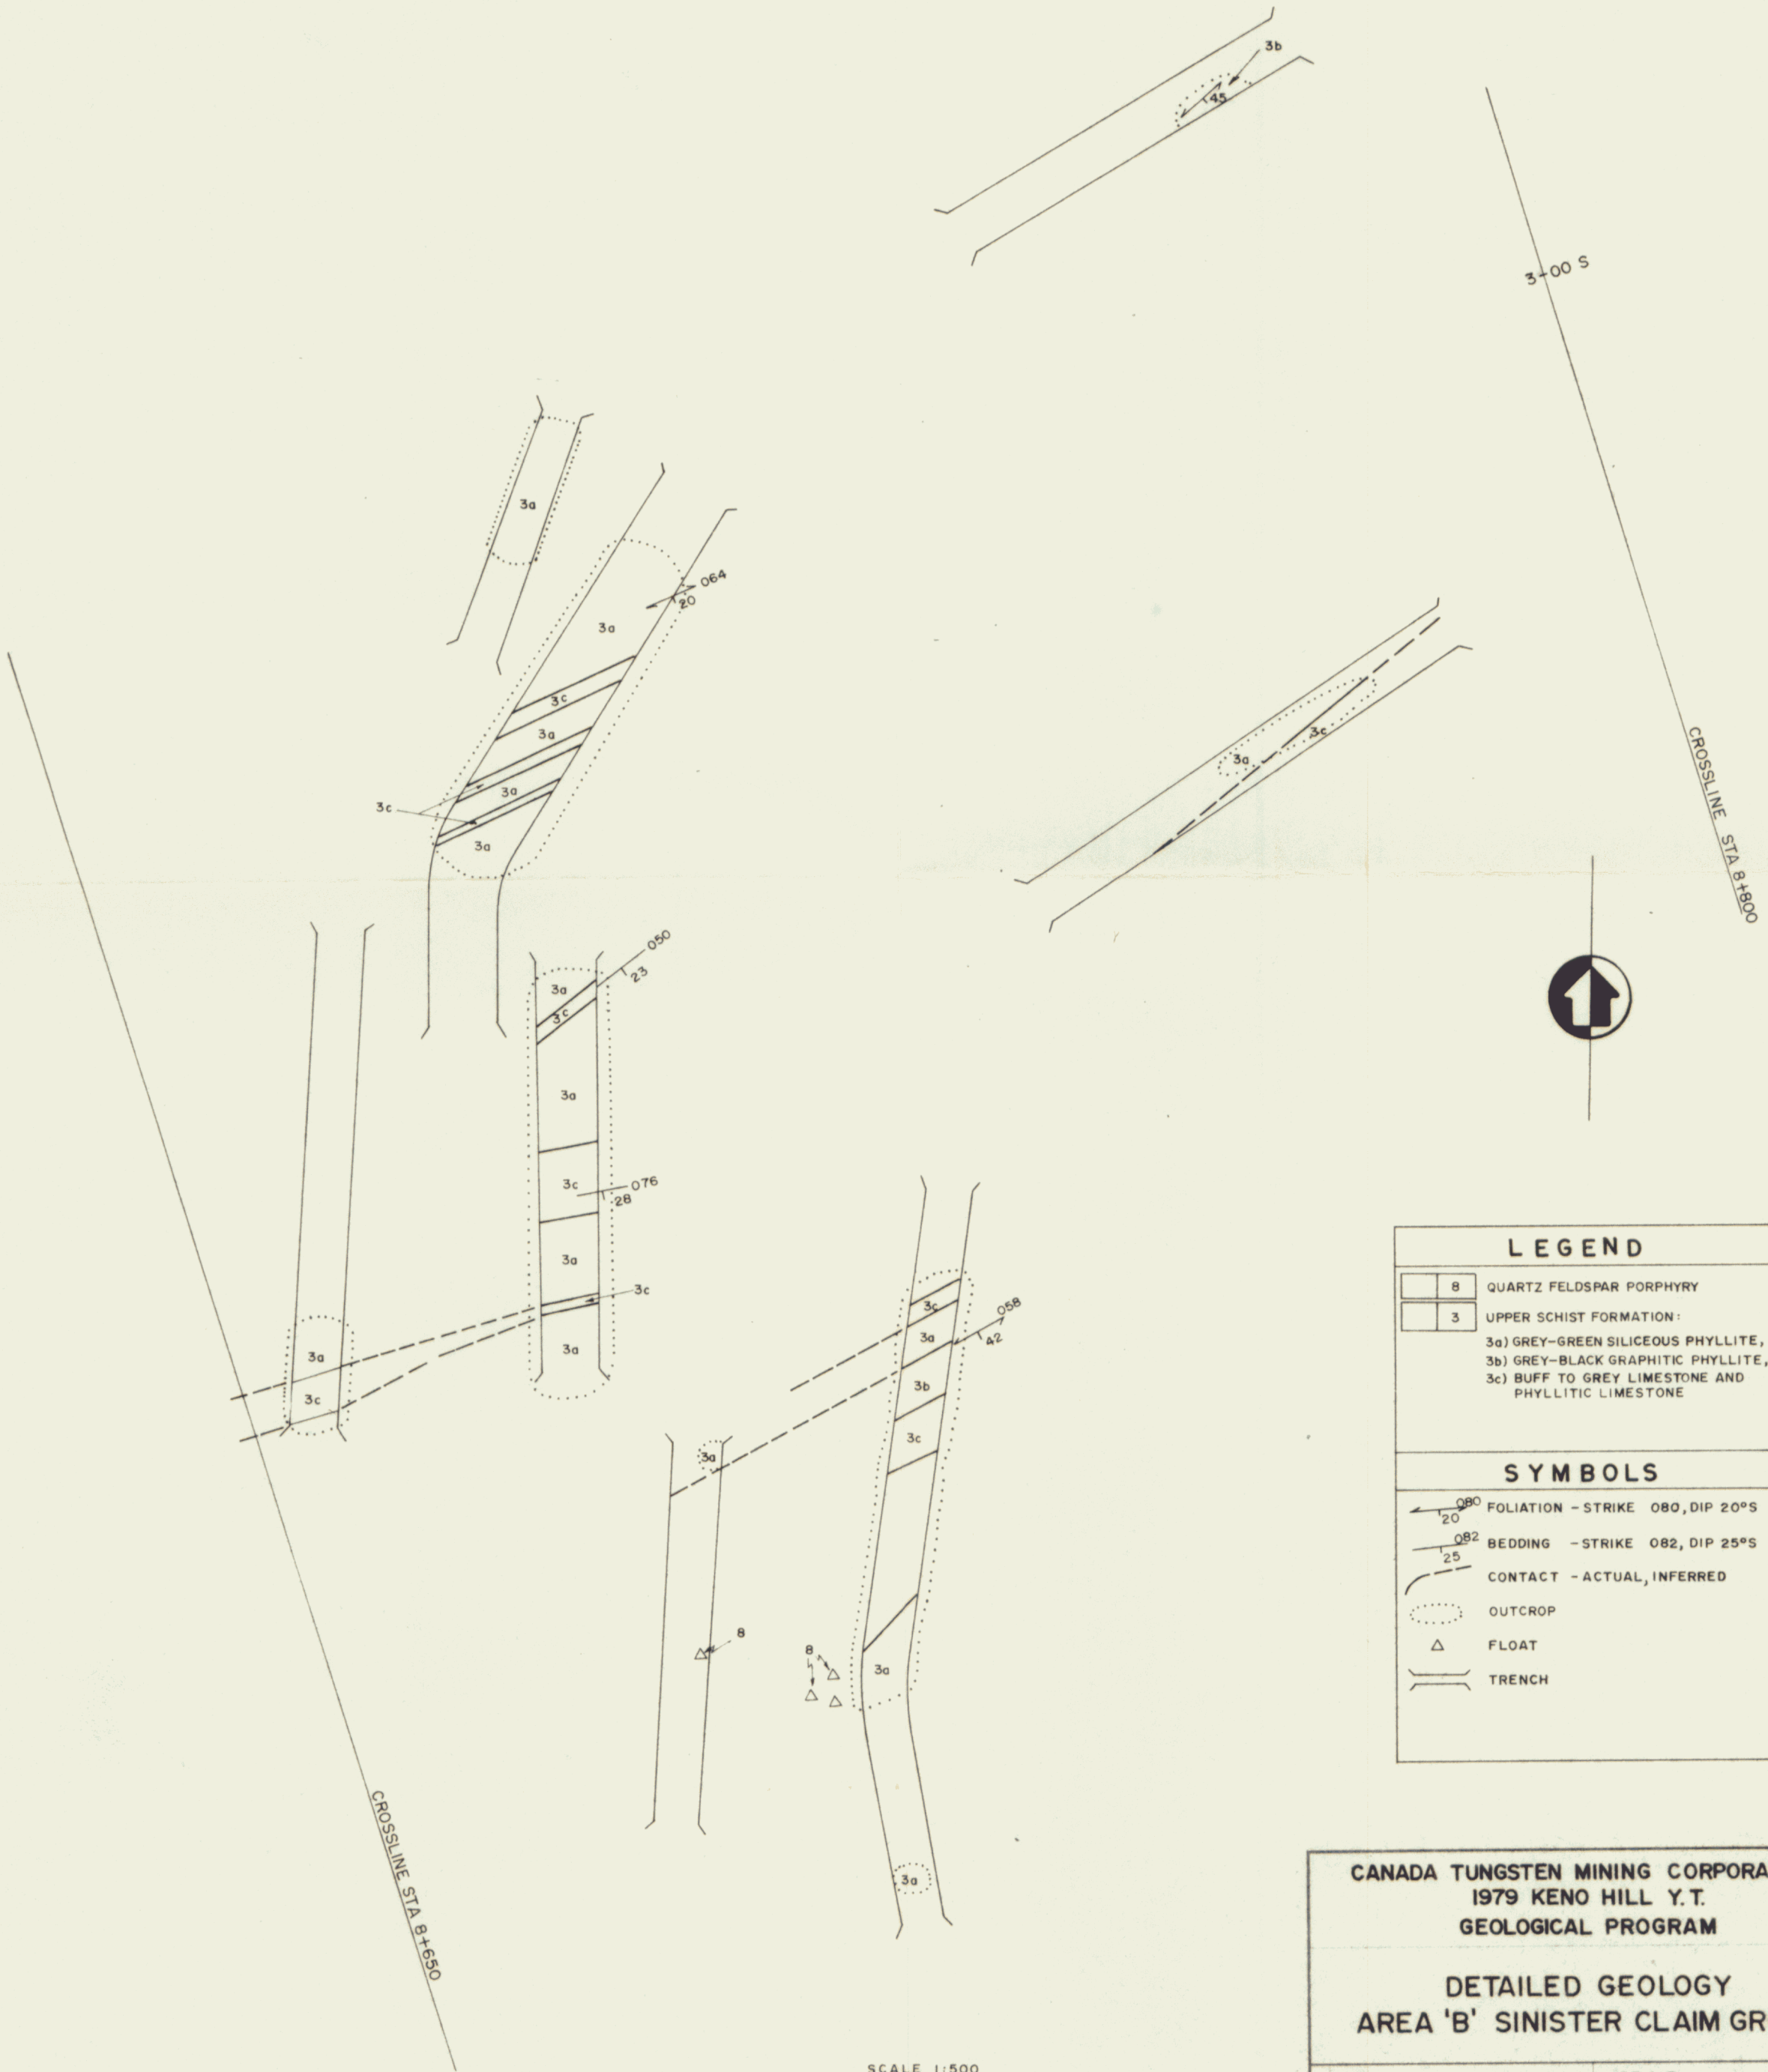 3b
45
3+00 S
3a
064
20
3a
3c
3a
3c
3a
3a
3a
3c
CROSSLINE STA 8+800
050
23
3a
3c
3a
3c
076
28
3a
3c
3a
3a
3c
058
42
3c
3a
3b
3c
3a
8
8
3a
3a
CROSSLINE STA 8+650
LEGEND
8 QUARTZ FELDSPAR PORPHYRY
3 UPPER SCHIST FORMATION:
3a) GREY-GREEN SILICEOUS PHYLLITE,
3b) GREY-BLACK GRAPHITIC PHYLLITE,
3c) BUFF TO GREY LIMESTONE AND
PHYLLITIC LIMESTONE
SYMBOLS
080
20
FOLIATION - STRIKE 080, DIP 20°S
082
25
BEDDING - STRIKE 082, DIP 25°S
CONTACT - ACTUAL, INFERRED
OUTCROP
FLOAT
TRENCH
CANADA TUNGSTEN MINING CORPORA
1979 KENO HILL Y.T.
GEOLOGICAL PROGRAM
DETAILED GEOLOGY
AREA 'B' SINISTER CLAIM GR
SCALE 1:500